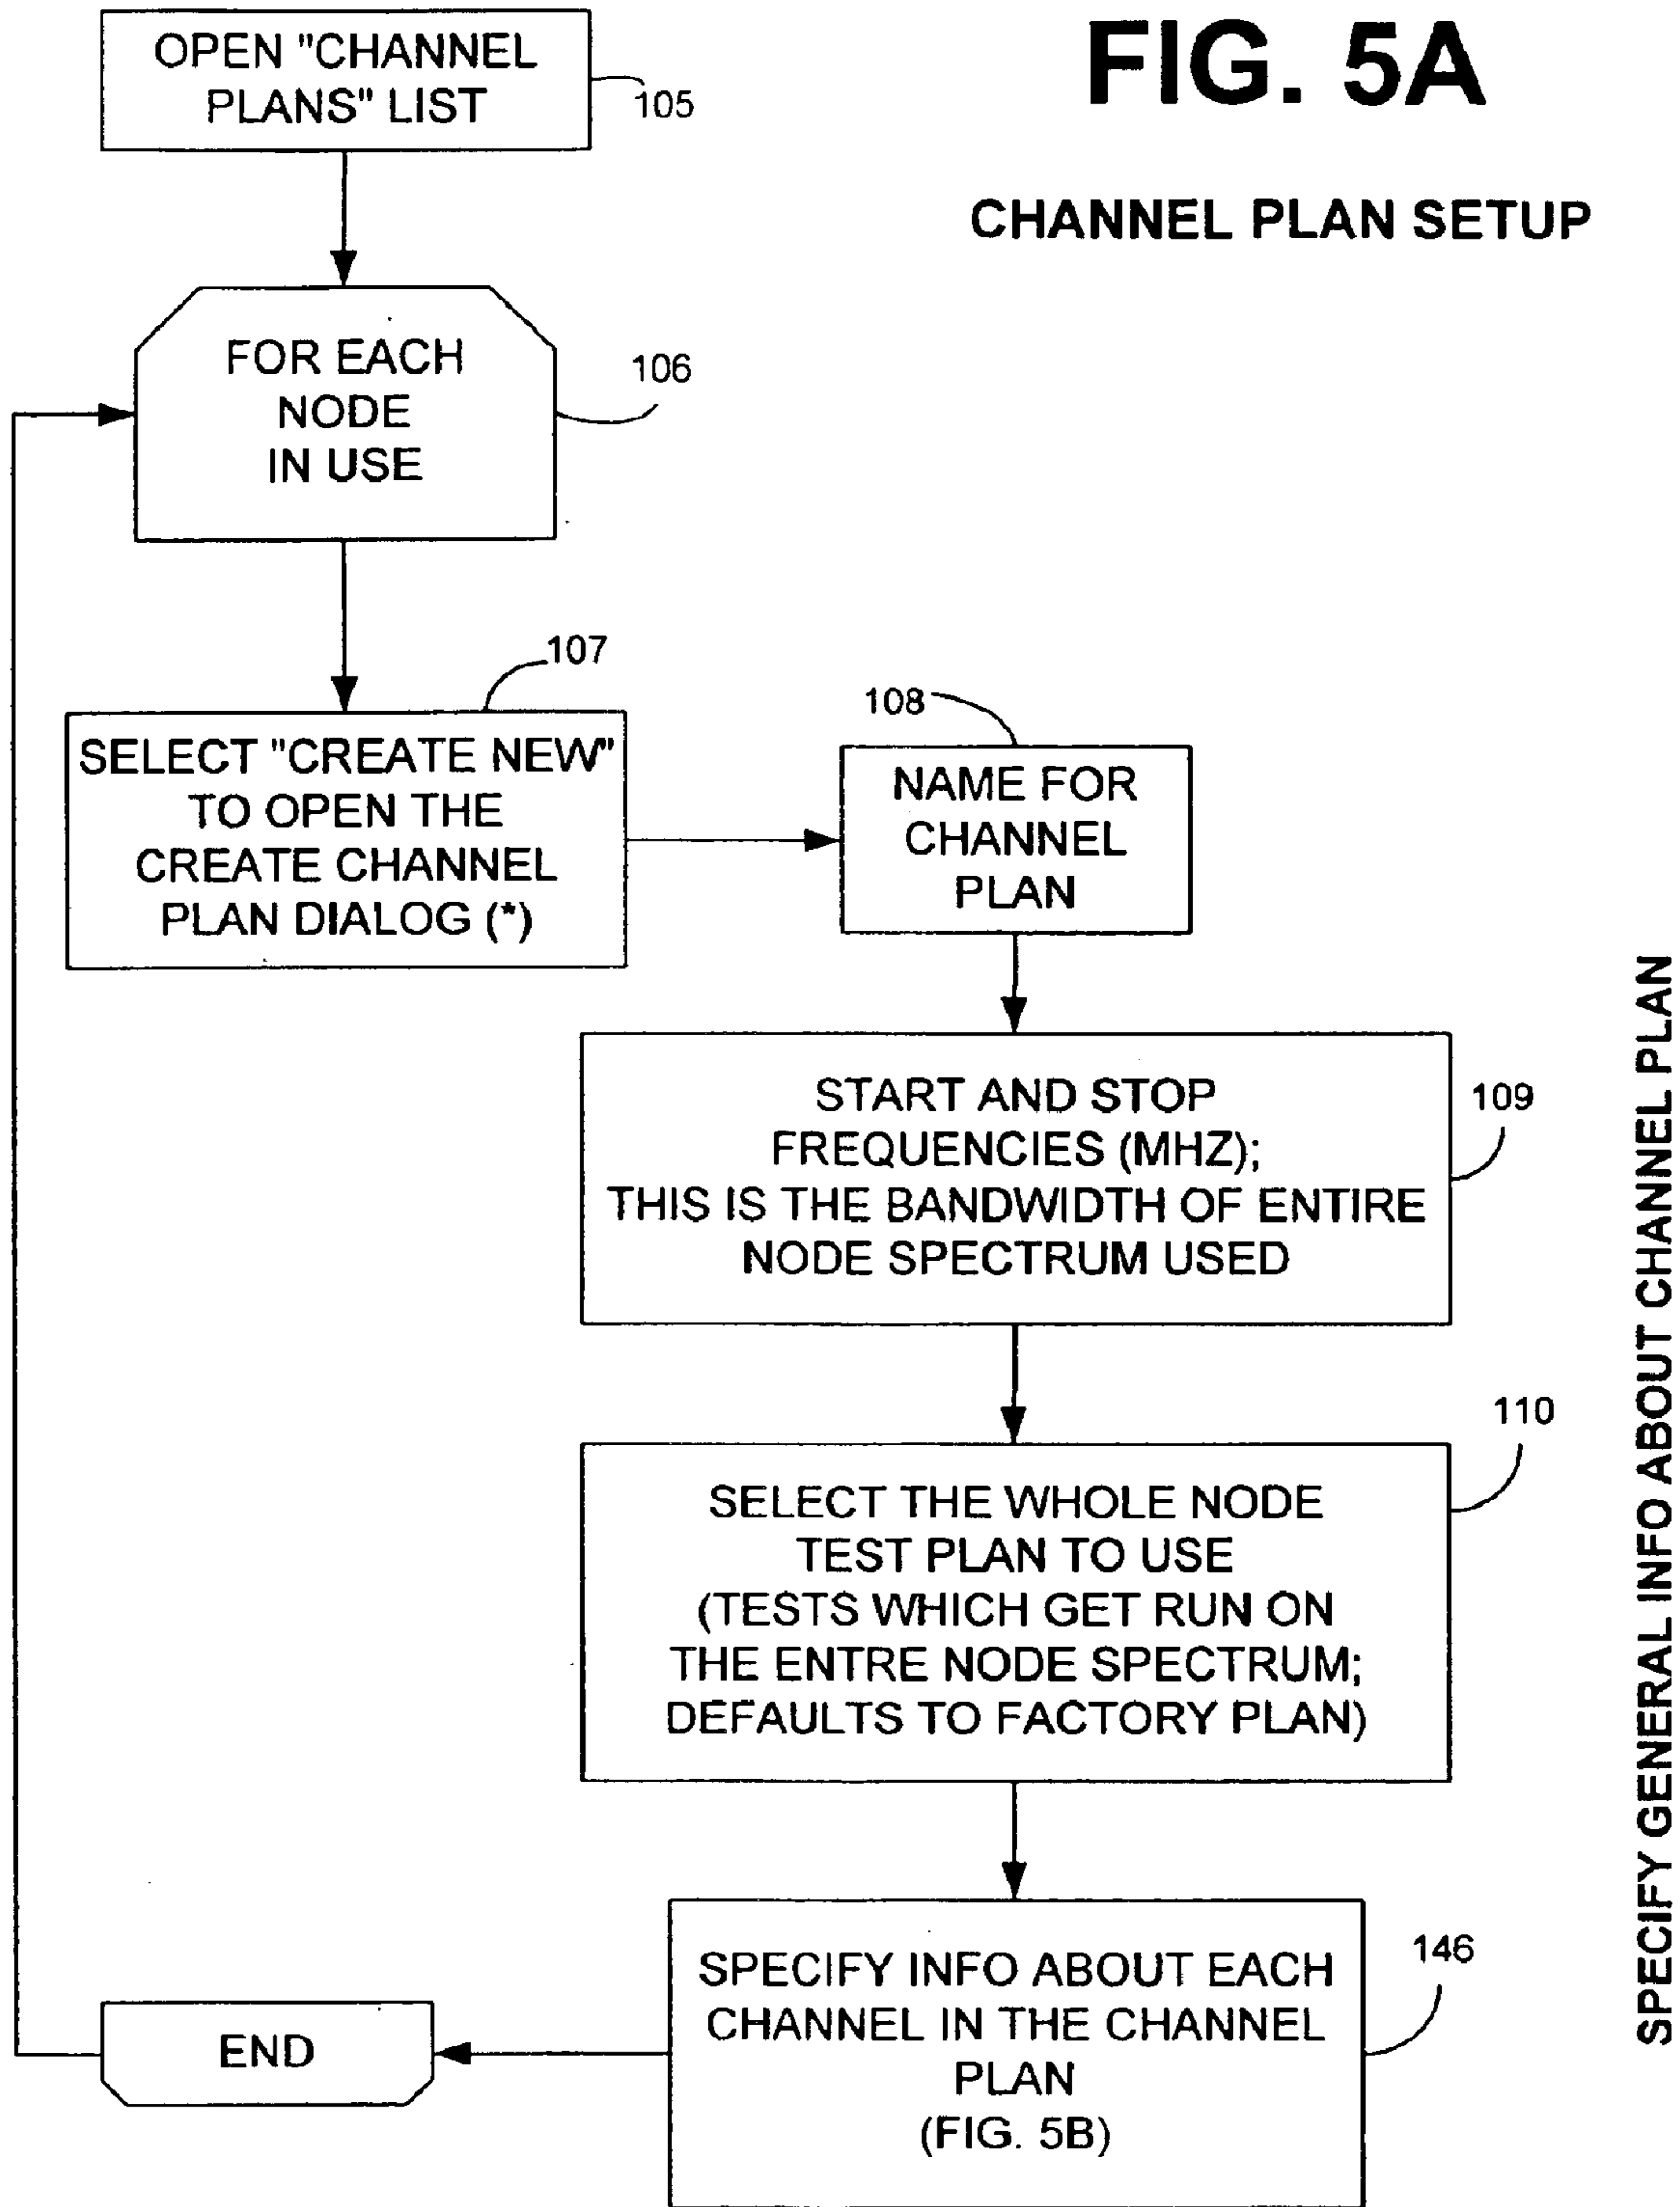 FIG. 5A
CHANNEL PLAN SETUP
OPEN "CHANNEL
PLANS" LIST
105
FOR EACH
NODE
IN USE
106
107
SELECT "CREATE NEW"
TO OPEN THE
CREATE CHANNEL
PLAN DIALOG (*)
108
NAME FOR
CHANNEL
PLAN
START AND STOP
FREQUENCIES (MHZ);
THIS IS THE BANDWIDTH OF ENTIRE
NODE SPECTRUM USED
109
SELECT THE WHOLE NODE
TEST PLAN TO USE
(TESTS WHICH GET RUN ON
THE ENTRE NODE SPECTRUM;
DEFAULTS TO FACTORY PLAN)
110
SPECIFY INFO ABOUT EACH
CHANNEL IN THE CHANNEL
PLAN
(FIG. 5B)
146
END
SPECIFY GENERAL INFO ABOUT CHANNEL PLAN